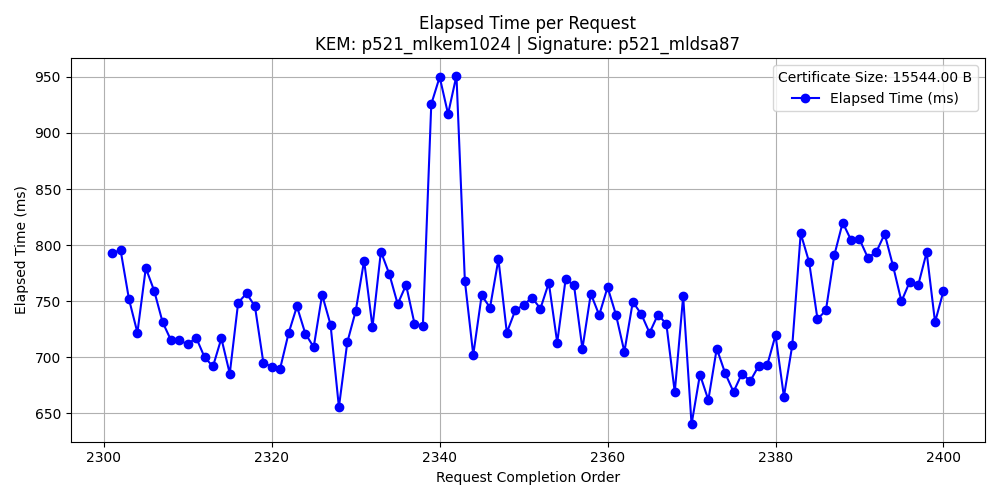 Elapsed Time per Request
KEM: p521_mlkem1024 | Signature: p521_mldsa87
Certificate Size: 15544.00 B
Elapsed Time (ms)
Elapsed Time (ms)
950
900
850
800
750
700
650
2300
2320
2340
2360
2380
2400
Request Completion Order